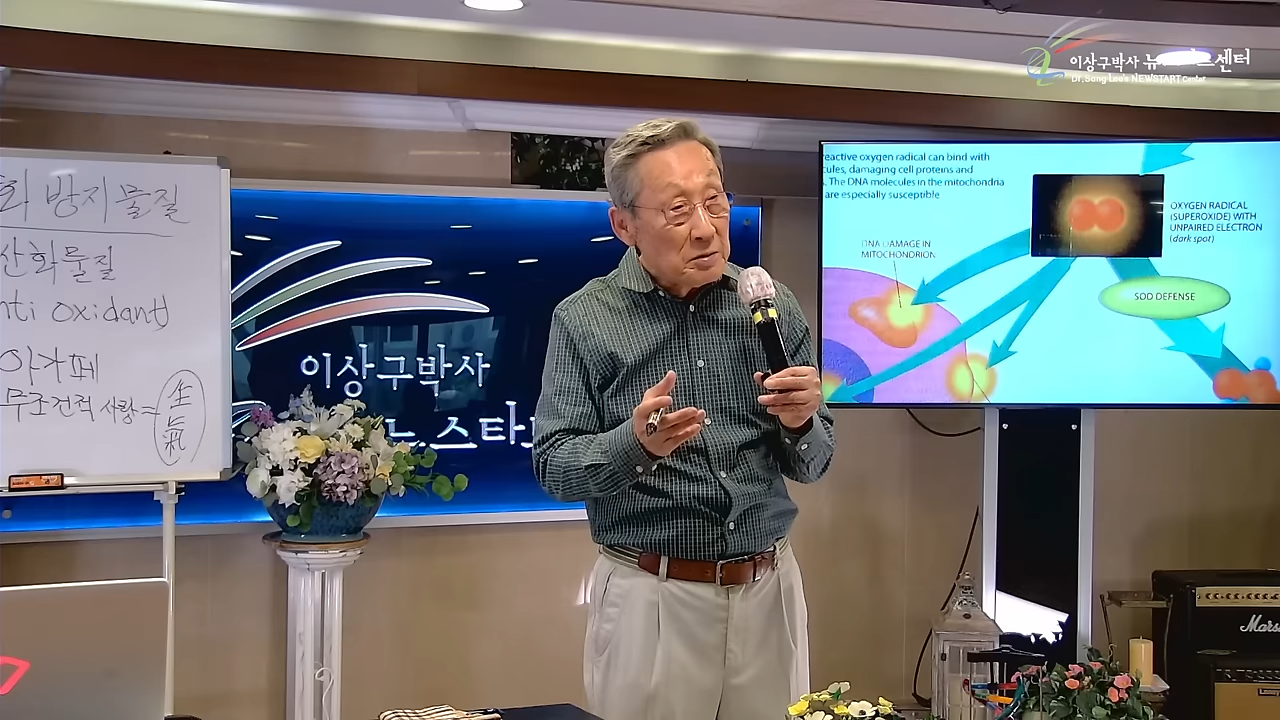 이상구박사
Dr. Sang Lee's NEWSTART Center
화 방지 물질
산화물질
nti oxidant)
아가페
무조건적 사랑 =
生氣
이상구박사
뉴스타
eactive oxygen radical can bind with
cules, damaging cell proteins and
. The DNA molecules in the mitochondria
are especially susceptible
DNA DAMAGE IN
MITOCHONDRION
OXYGEN RADICAL
(SUPEROXIDE) WITH
UNPAIRED ELECTRON
(dark spot)
SOD DEFENSE
Mars